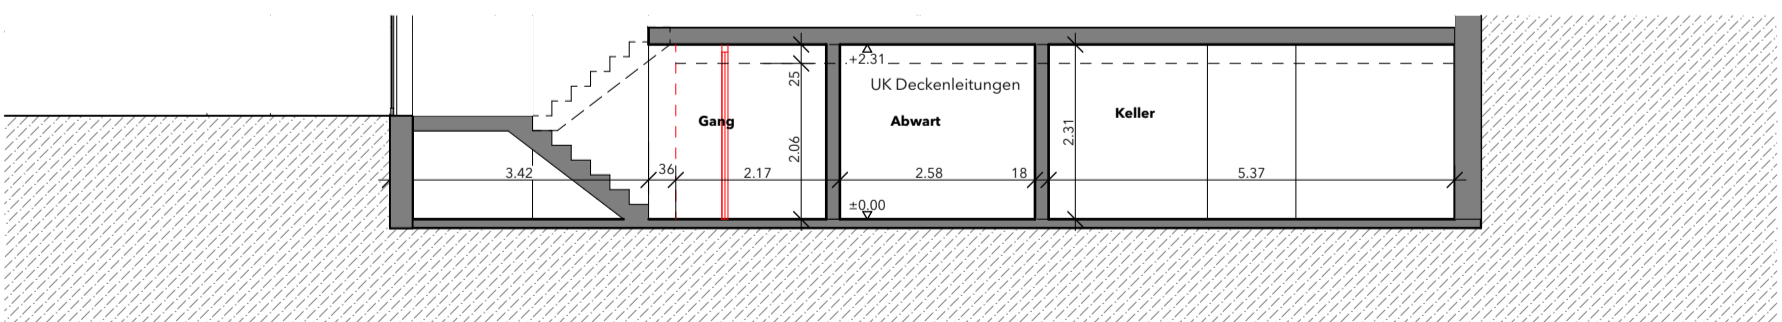 +2.31
25
UK Deckenleitungen
Gang
Abwart
Keller
2.06
2.31
3.42
36
2.17
2.58
18
5.37
±0.00